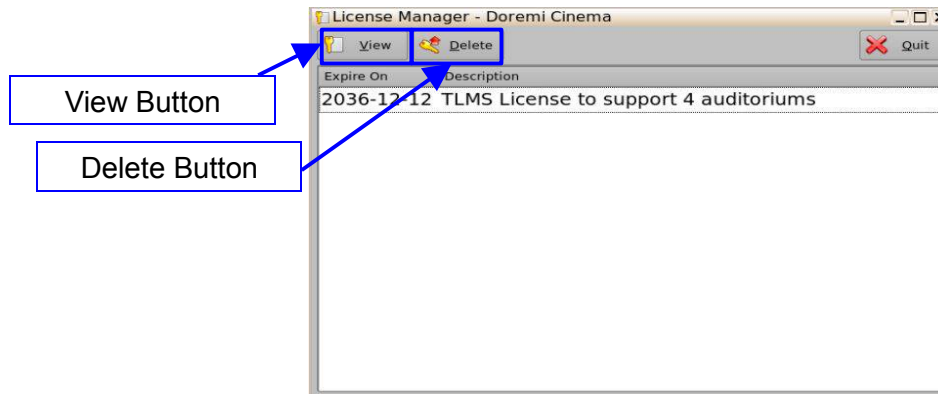 License Manager - Doremi Cinema
View Delete Quit
View Button
Expire On Description
2036-12-12 TLMS License to support 4 auditoriums
Delete Button